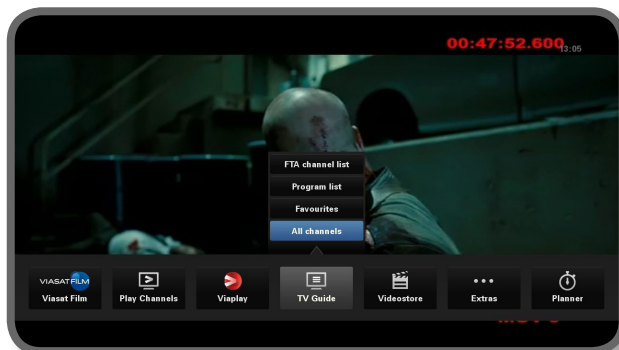 00:47:52.600
13:05
FTA channel list
Program list
Favourites
All channels
VIASAT FILM
Viasat Film
Play Channels
Viaplay
TV Guide
Videostore
Extras
Planner